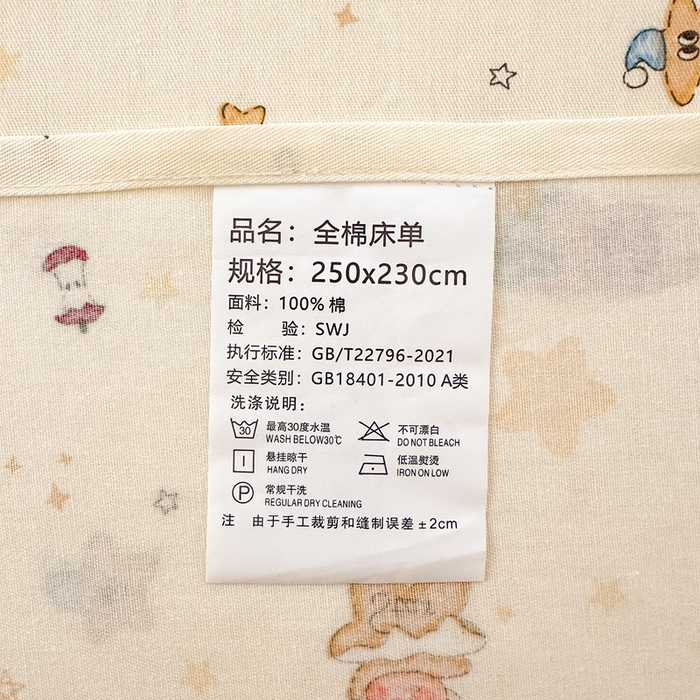 品名：全棉床单
规格：250x230cm
面料：100% 棉
检 验：SWJ
执行标准：GB/T22796-2021
安全类别：GB18401-2010 A类
洗涤说明：
30 最高30度水温 不可漂白
WASH BELOW30℃ DO NOT BLEACH
悬挂晾干 低温熨烫
HANG DRY IRON ON LOW
P 常规干洗
REGULAR DRY CLEANING
注 由于手工裁剪和缝制误差±2cm